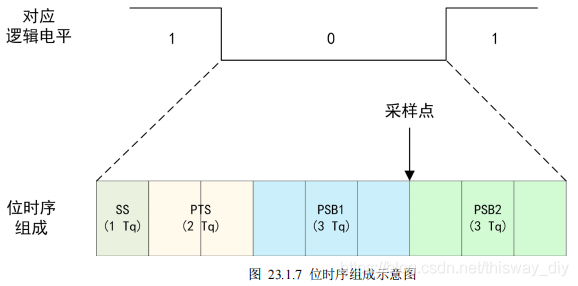 对应
逻辑电平
1
0
1
采样点
位时序
组成
SS
(1 Tq)
PTS
(2 Tq)
PSB1
(3 Tq)
PSB2
(3 Tq)
https://blog.csdn.net/thisway_diy
图 23.1.7 位时序组成示意图